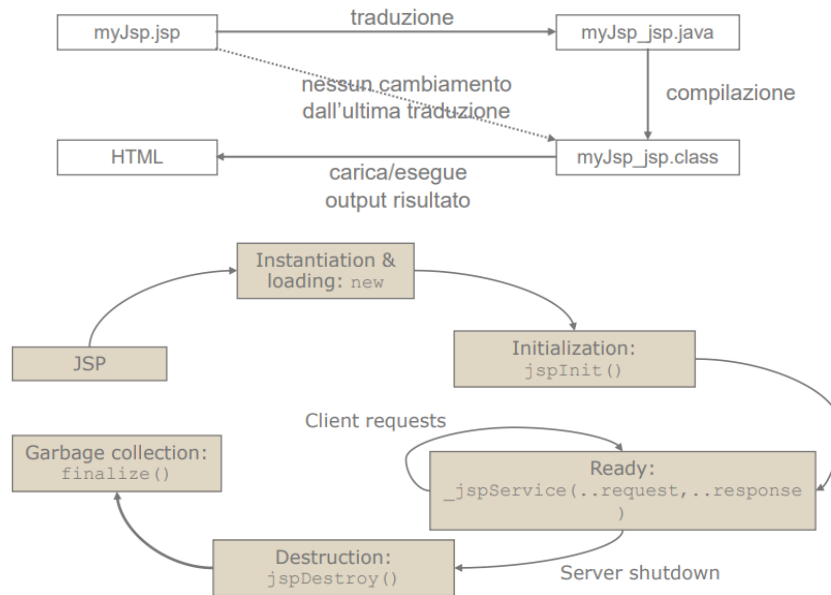 traduzione
myJsp.jsp
myJsp_jsp.java
nessun cambiamento
dall'ultima traduzione
compilazione
HTML
myJsp_jsp.class
carica/esegue
output risultato
Instantiation &
loading: new
JSP
Initialization:
jspInit()
Client requests
Garbage collection:
finalize()
Ready:
_jspService(..request,..response
)
Destruction:
jspDestroy()
Server shutdown